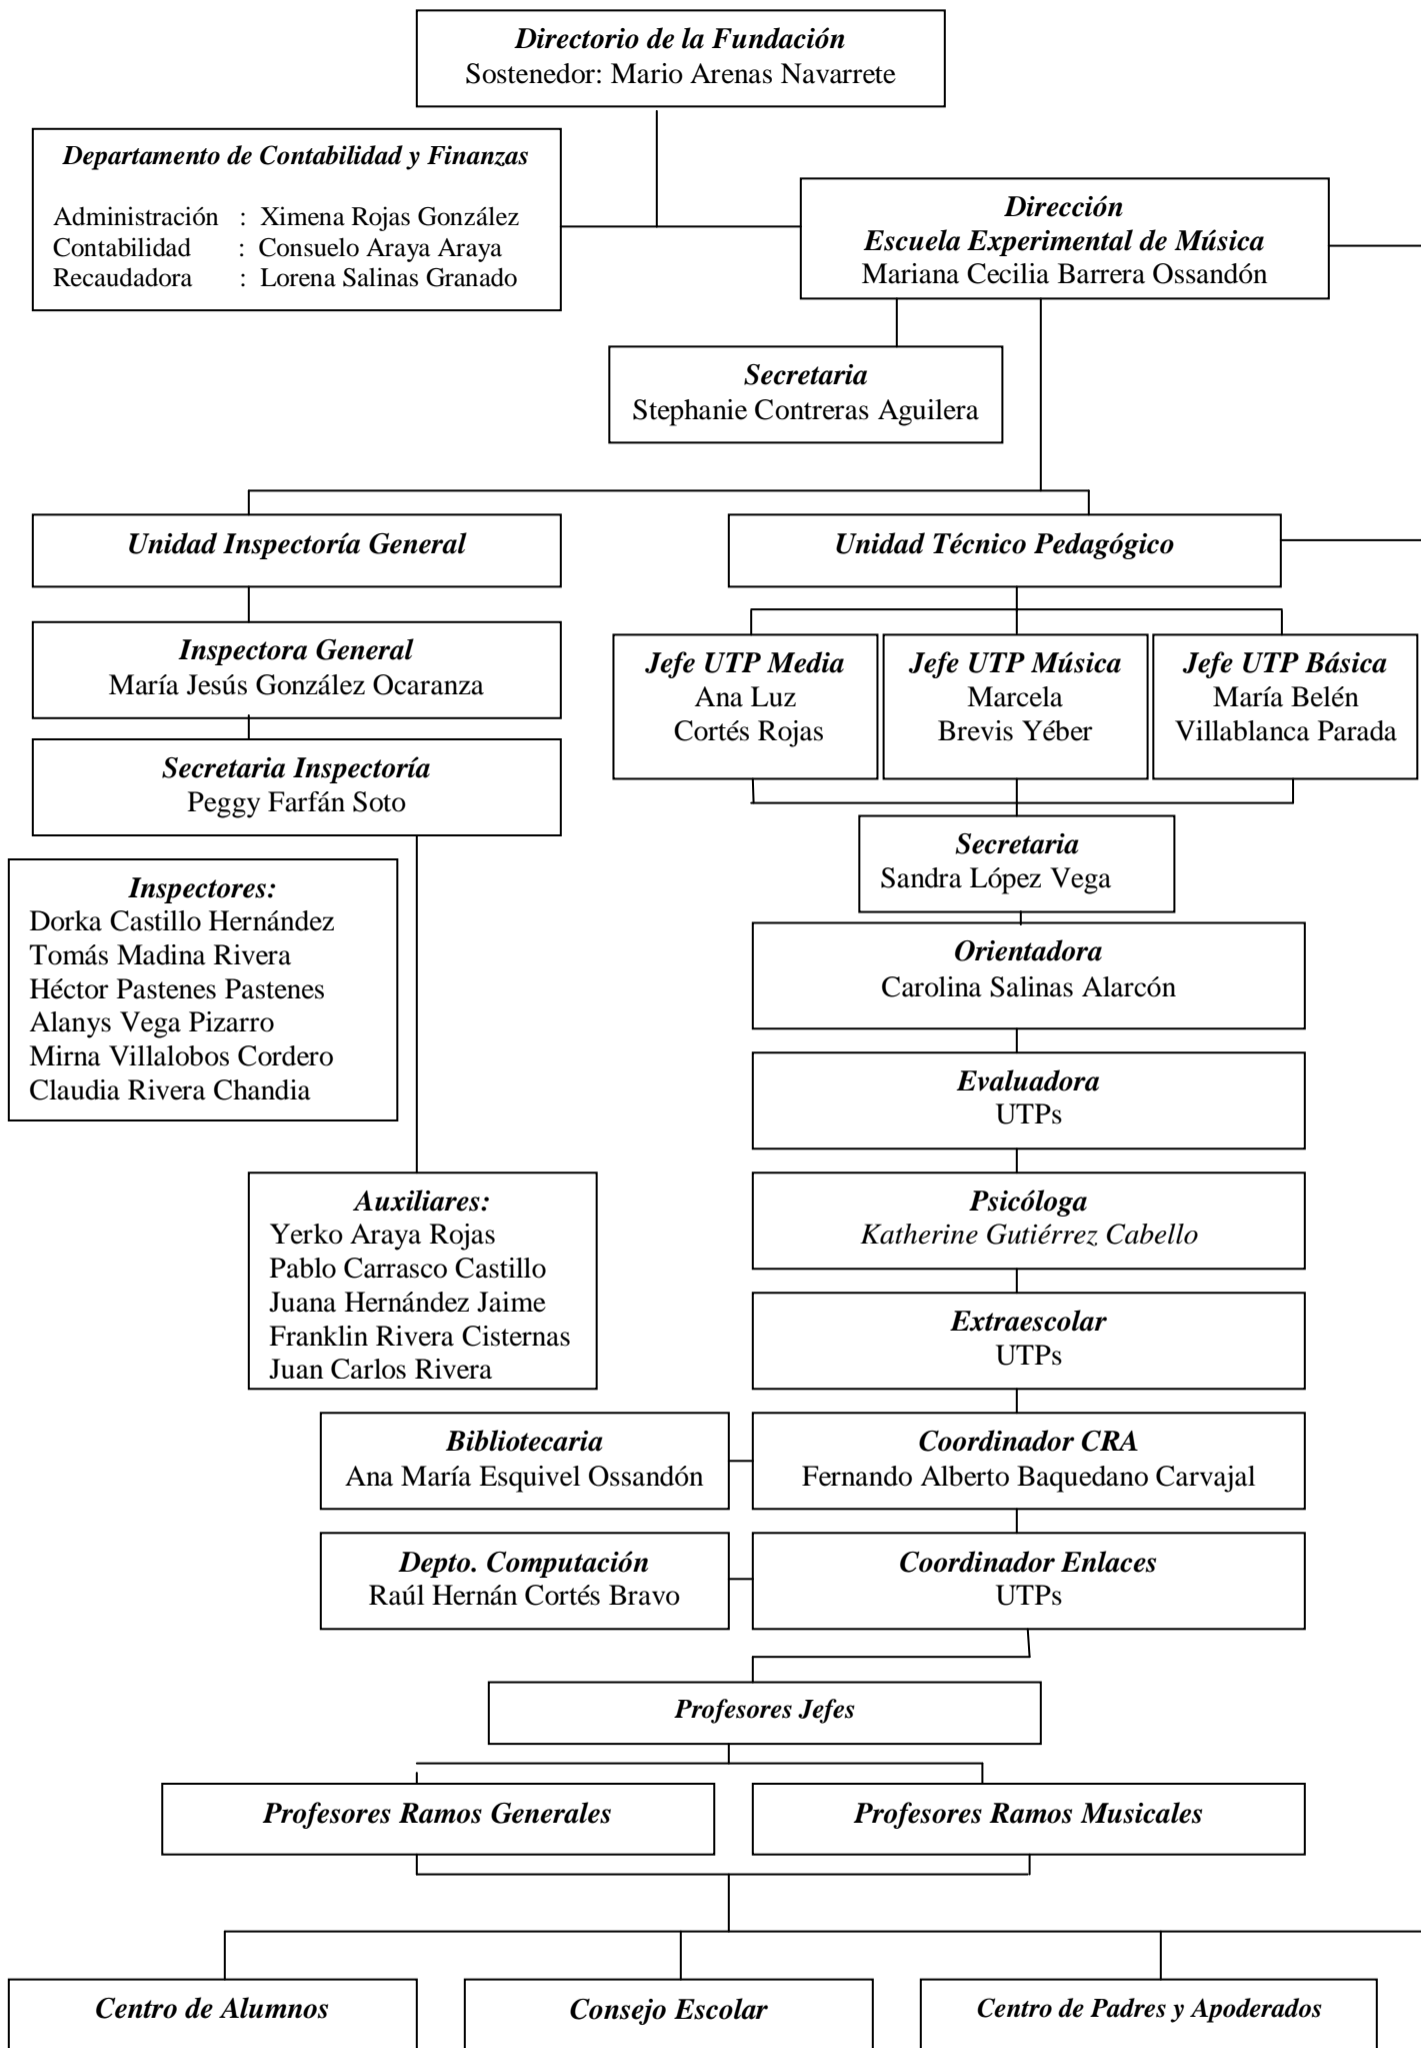 Directorio de la Fundación
Sostenedor: Mario Arenas Navarrete
Departamento de Contabilidad y Finanzas
Administración : Ximena Rojas González
Contabilidad : Consuelo Araya Araya
Recaudadora : Lorena Salinas Granado
Dirección
Escuela Experimental de Música
Mariana Cecilia Barrera Ossandón
Secretaria
Stephanie Contreras Aguilera
Unidad Inspectoría General
Unidad Técnico Pedagógico
Inspectora General
María Jesús González Ocaranza
Secretaria Inspectoría
Peggy Farfán Soto
Jefe UTP Media
Ana Luz
Cortés Rojas
Jefe UTP Música
Marcela
Brevis Yéber
Jefe UTP Básica
María Belén
Villablanca Parada
Secretaria
Sandra López Vega
Inspectores:
Dorka Castillo Hernández
Tomás Madina Rivera
Héctor Pastenes Pastenes
Alanys Vega Pizarro
Mirna Villalobos Cordero
Claudia Rivera Chandia
Orientadora
Carolina Salinas Alarcón
Evaluadora
UTPs
Auxiliares:
Yerko Araya Rojas
Pablo Carrasco Castillo
Juana Hernández Jaime
Franklin Rivera Cisternas
Juan Carlos Rivera
Psicóloga
Katherine Gutiérrez Cabello
Extraescolar
UTPs
Bibliotecaria
Ana María Esquivel Ossandón
Coordinador CRA
Fernando Alberto Baquedano Carvajal
Depto. Computación
Raúl Hernán Cortés Bravo
Coordinador Enlaces
UTPs
Profesores Jefes
Profesores Ramos Generales
Profesores Ramos Musicales
Centro de Alumnos
Consejo Escolar
Centro de Padres y Apoderados